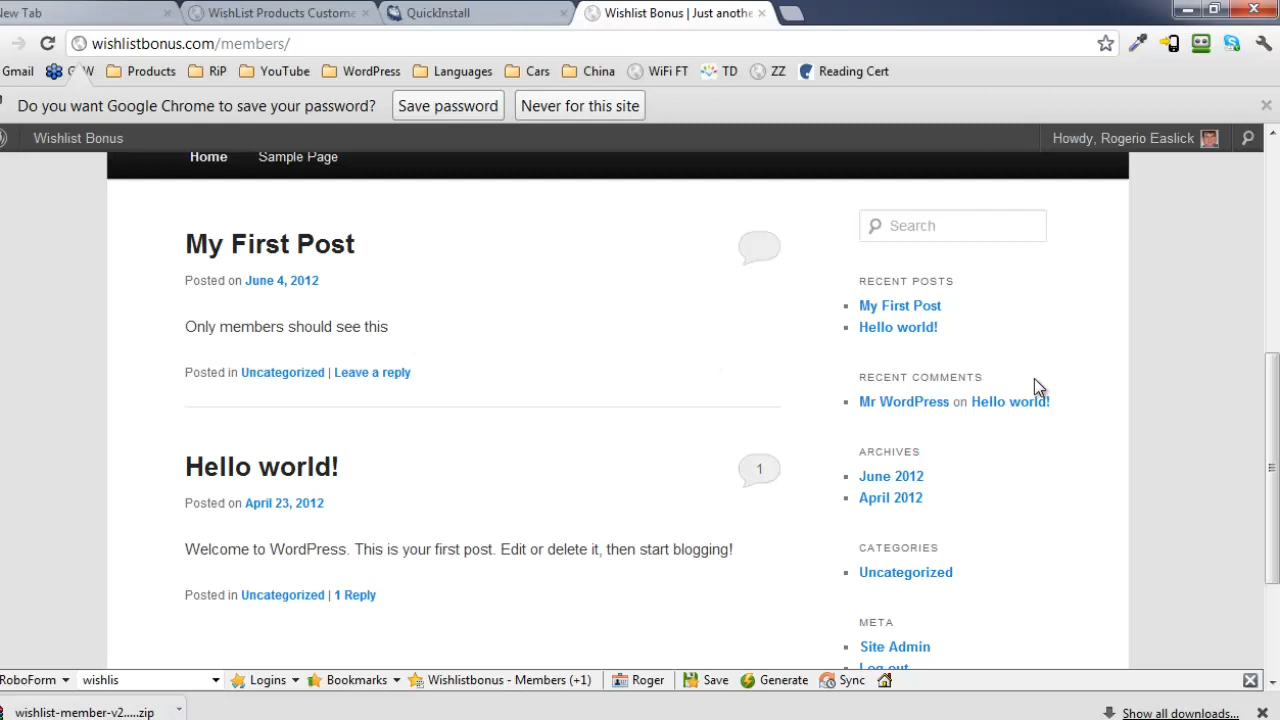 New Tab
WishList Products Custome
QuickInstall
Wishlist Bonus | Just anothe
wishlistbonus.com/members/
Gmail
Products
RiP
YouTube
WordPress
Languages
Cars
China
WiFi FT
TD
ZZ
Reading Cert
Do you want Google Chrome to save your password?
Save password
Never for this site
Wishlist Bonus
Howdy, Rogerio Easlick
Home
Sample Page
My First Post
Posted on June 4, 2012
Only members should see this
Posted in Uncategorized | Leave a reply
Hello world!
1
Posted on April 23, 2012
Welcome to WordPress. This is your first post. Edit or delete it, then start blogging!
Posted in Uncategorized | 1 Reply
Search
RECENT POSTS
My First Post
Hello world!
RECENT COMMENTS
Mr WordPress on Hello world!
ARCHIVES
June 2012
April 2012
CATEGORIES
Uncategorized
META
Site Admin
Log out
RoboForm
wishlis
Logins
Bookmarks
Wishlistbonus - Members (+1)
Roger
Save
Generate
Sync
wishlist-member-v2.....zip
Show all downloads...